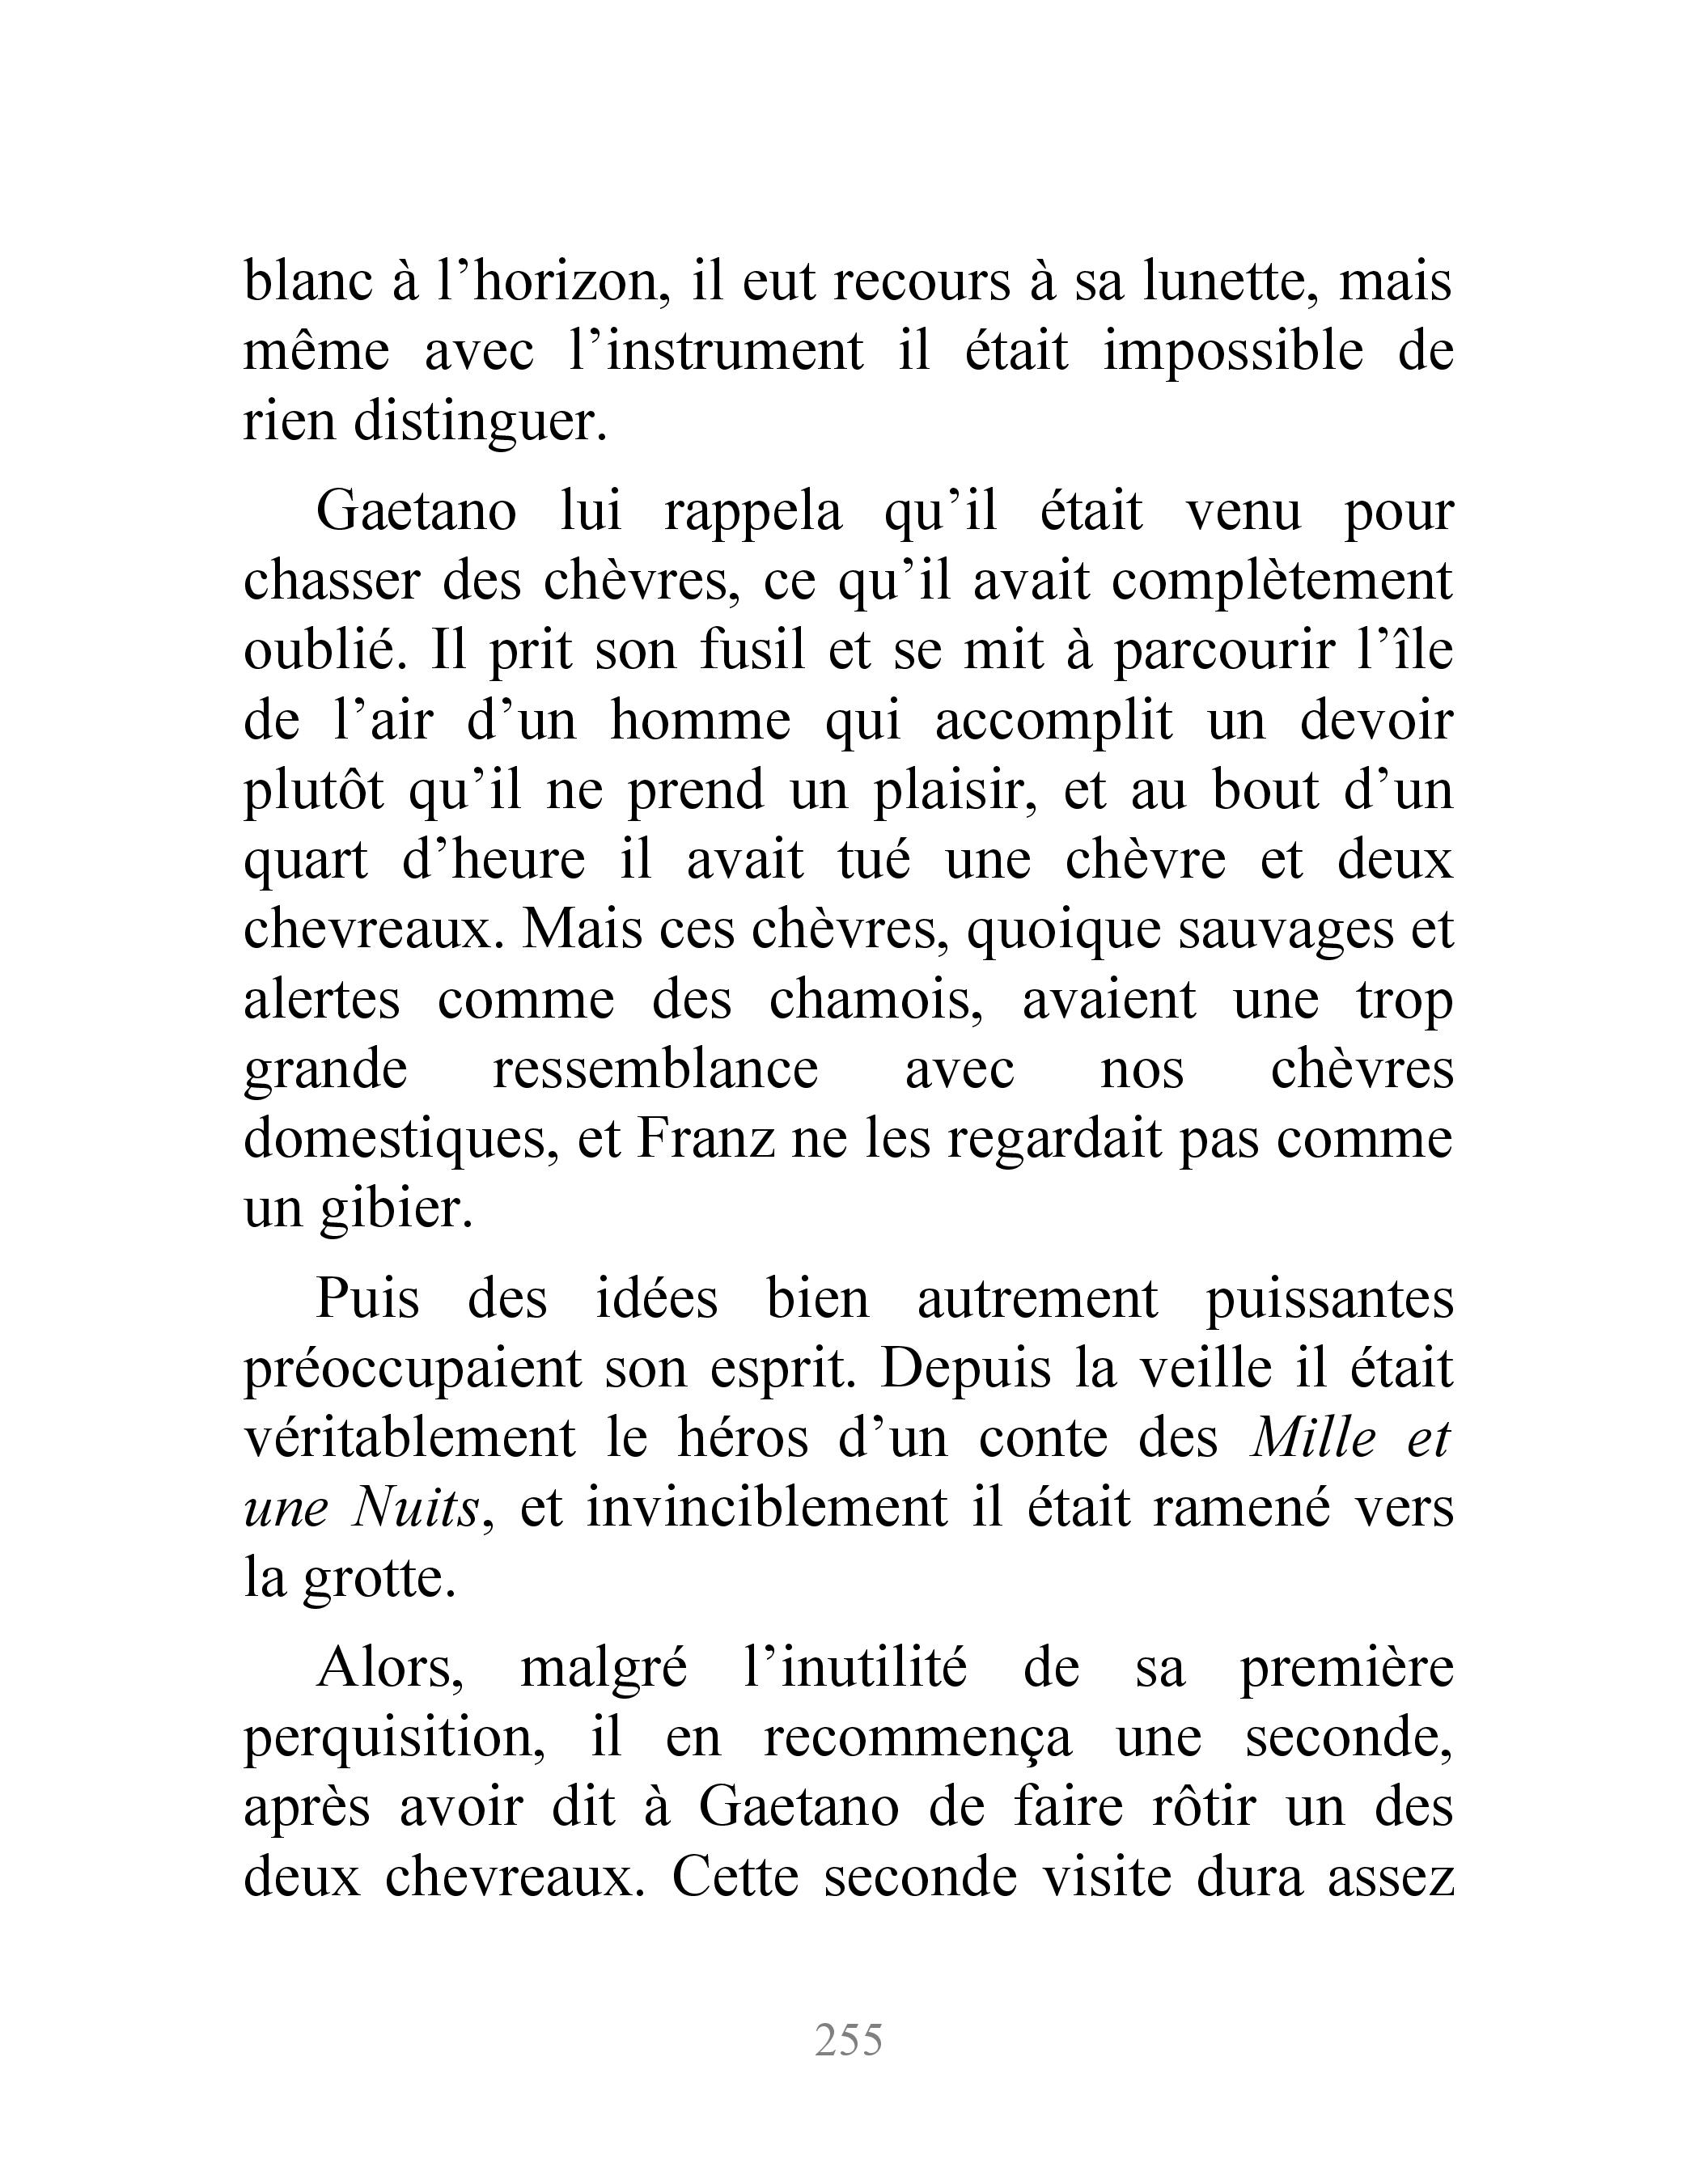 blanc à l’horizon, il eut recours à sa lunette, mais
même avec l’instrument il était impossible de
rien distinguer.
Gaetano lui rappela qu’il était venu pour
chasser des chèvres, ce qu’il avait complètement
oublié. Il prit son fusil et se mit à parcourir l’île
de l’air d’un homme qui accomplit un devoir
plutôt qu’il ne prend un plaisir, et au bout d’un
quart d’heure il avait tué une chèvre et deux
chevreaux. Mais ces chèvres, quoique sauvages et
alertes comme des chamois, avaient une trop
grande ressemblance avec nos chèvres
domestiques, et Franz ne les regardait pas comme
un gibier.
Puis des idées bien autrement puissantes
préoccupaient son esprit. Depuis la veille il était
véritablement le héros d’un conte des Mille et
une Nuits, et invinciblement il était ramené vers
la grotte.
Alors, malgré l’inutilité de sa première
perquisition, il en recommença une seconde,
après avoir dit à Gaetano de faire rôtir un des
deux chevreaux. Cette seconde visite dura assez
255